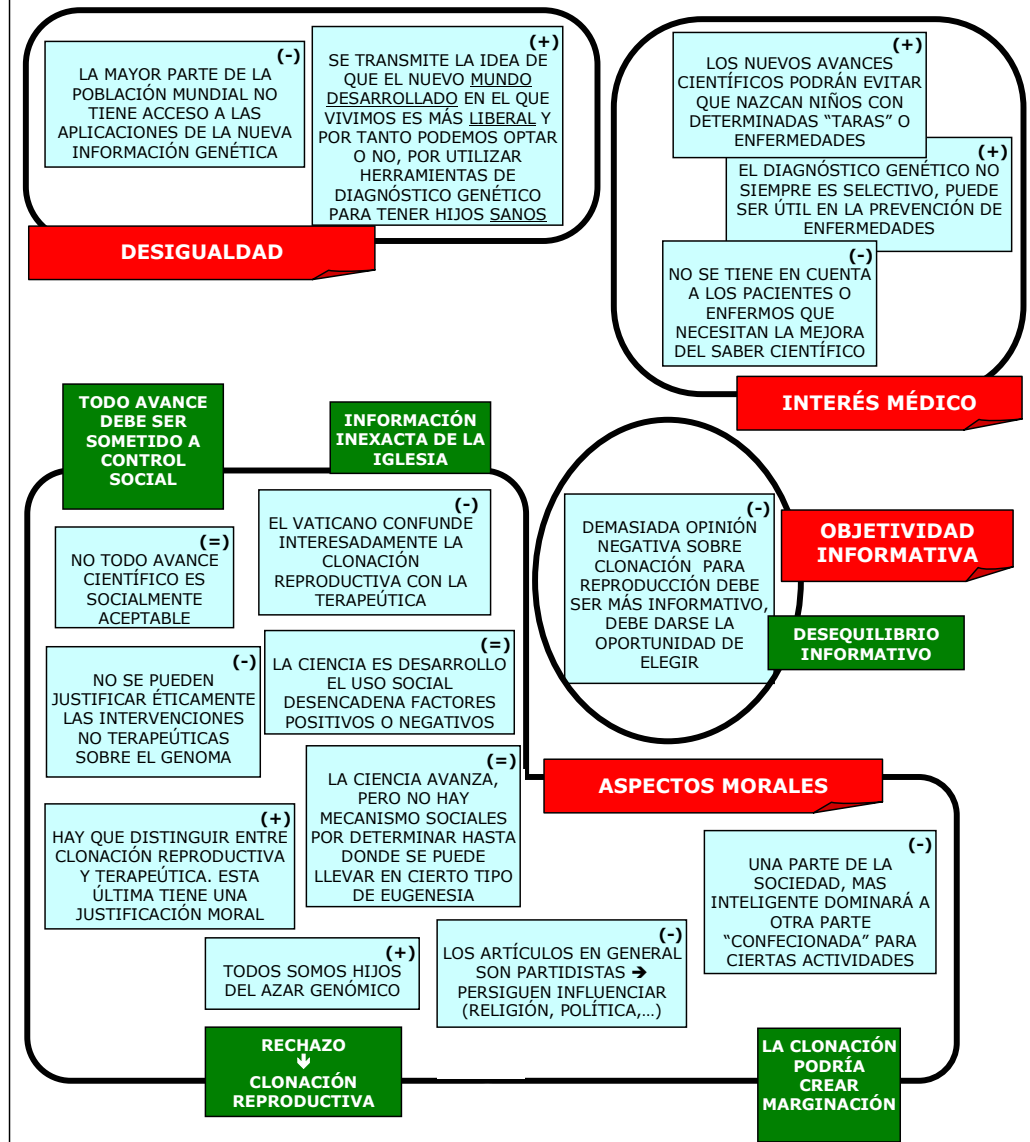 (-)
LA MAYOR PARTE DE LA
POBLACIÓN MUNDIAL NO
TIENE ACCESO A LAS
APLICACIONES DE LA NUEVA
INFORMACIÓN GENÉTICA
(+)
SE TRANSMITE LA IDEA DE
QUE EL NUEVO MUNDO
DESARROLLADO EN EL QUE
VIVIMOS ES MÁS LIBERAL Y
POR TANTO PODEMOS OPTAR
O NO, POR UTILIZAR
HERRAMIENTAS DE
DIAGNÓSTICO GENÉTICO
PARA TENER HIJOS SANOS
DESIGUALDAD
(+)
LOS NUEVOS AVANCES
CIENTÍFICOS PODRÁN EVITAR
QUE NAZCAN NIÑOS CON
DETERMINADAS “TARAS” O
ENFERMEDADES
(+)
EL DIAGNÓSTICO GENÉTICO NO
SIEMPRE ES SELECTIVO, PUEDE
SER ÚTIL EN LA PREVENCIÓN DE
ENFERMEDADES
(-)
NO SE TIENE EN CUENTA
A LOS PACIENTES O
ENFERMOS QUE
NECESITAN LA MEJORA
DEL SABER CIENTÍFICO
INTERÉS MÉDICO
TODO AVANCE
DEBE SER
SOMETIDO A
CONTROL
SOCIAL
INFORMACIÓN
INEXACTA DE LA
IGLESIA
(-)
EL VATICANO CONFUNDE
INTERESADAMENTE LA
CLONACIÓN
REPRODUCTIVA CON LA
TERAPEÚTICA
(=)
NO TODO AVANCE
CIENTÍFICO ES
SOCIALMENTE
ACEPTABLE
(-)
DEMASIADA OPINIÓN
NEGATIVA SOBRE
CLONACIÓN PARA
REPRODUCCIÓN DEBE
SER MÁS INFORMATIVO,
DEBE DARSE LA
OPORTUNIDAD DE
ELEGIR
OBJETIVIDAD
INFORMATIVA
DESEQUILIBRIO
INFORMATIVO
(-)
NO SE PUEDEN
JUSTIFICAR ÉTICAMENTE
LAS INTERVENCIONES
NO TERAPEÚTICAS
SOBRE EL GENOMA
(=)
LA CIENCIA ES DESARROLLO
EL USO SOCIAL
DESENCADENA FACTORES
POSITIVOS O NEGATIVOS
(=)
LA CIENCIA AVANZA,
PERO NO HAY
MECANISMO SOCIALES
POR DETERMINAR HASTA
DONDE SE PUEDE
LLEVAR EN CIERTO TIPO
DE EUGENESIA
ASPECTOS MORALES
(+)
HAY QUE DISTINGUIR ENTRE
CLONACIÓN REPRODUCTIVA
Y TERAPEÚTICA. ESTA
ÚLTIMA TIENE UNA
JUSTIFICACIÓN MORAL
(-)
UNA PARTE DE LA
SOCIEDAD, MAS
INTELIGENTE DOMINARÁ A
OTRA PARTE
“CONFECIONADA” PARA
CIERTAS ACTIVIDADES
(+)
TODOS SOMOS HIJOS
DEL AZAR GENÓMICO
(-)
LOS ARTÍCULOS EN GENERAL
SON PARTIDISTAS ➔
PERSIGUEN INFLUENCIAR
(RELIGIÓN, POLÍTICA,…)
RECHAZO
🡻
CLONACIÓN
REPRODUCTIVA
LA CLONACIÓN
PODRÍA
CREAR
MARGINACIÓN